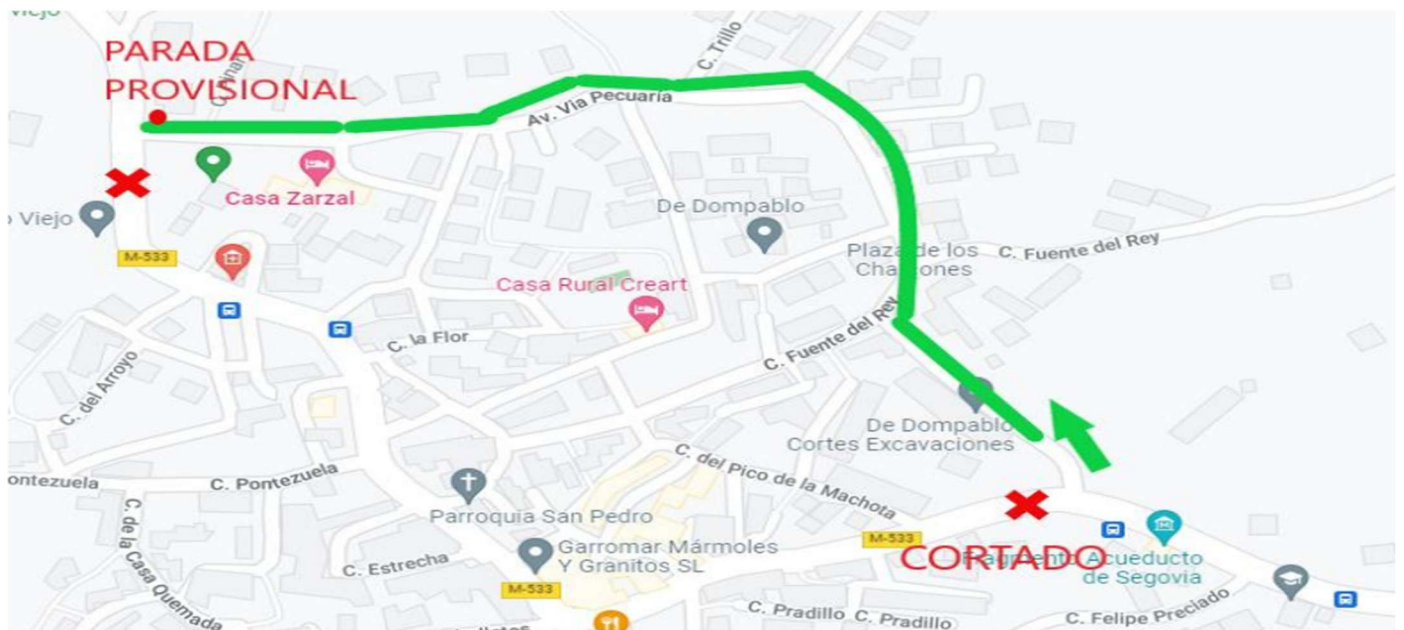 Viejo
PARADA
PROVISIONAL
C. Trillo
Av. Vía Pecuaria
Casa Zarzal
o Viejo
M-533
De Dompablo
Plaza de los
Chaicones
C. Fuente del Rey
Casa Rural Creart
C. la Flor
C. Fuente del Rey
C. del Arroyo
De Dompablo
Cortes Excavaciones
C. del Pico de la Machota
ontezuela
C. Pontezuela
C. de la Casa Quemada
Parroquia San Pedro
M-533
CORTADO
Fragmento Acueducto
de Segovia
Garromar Mármoles
Y Granitos SL
C. Estrecha
M-533
C. Pradillo
C. Pradillo
C. Felipe Preciado